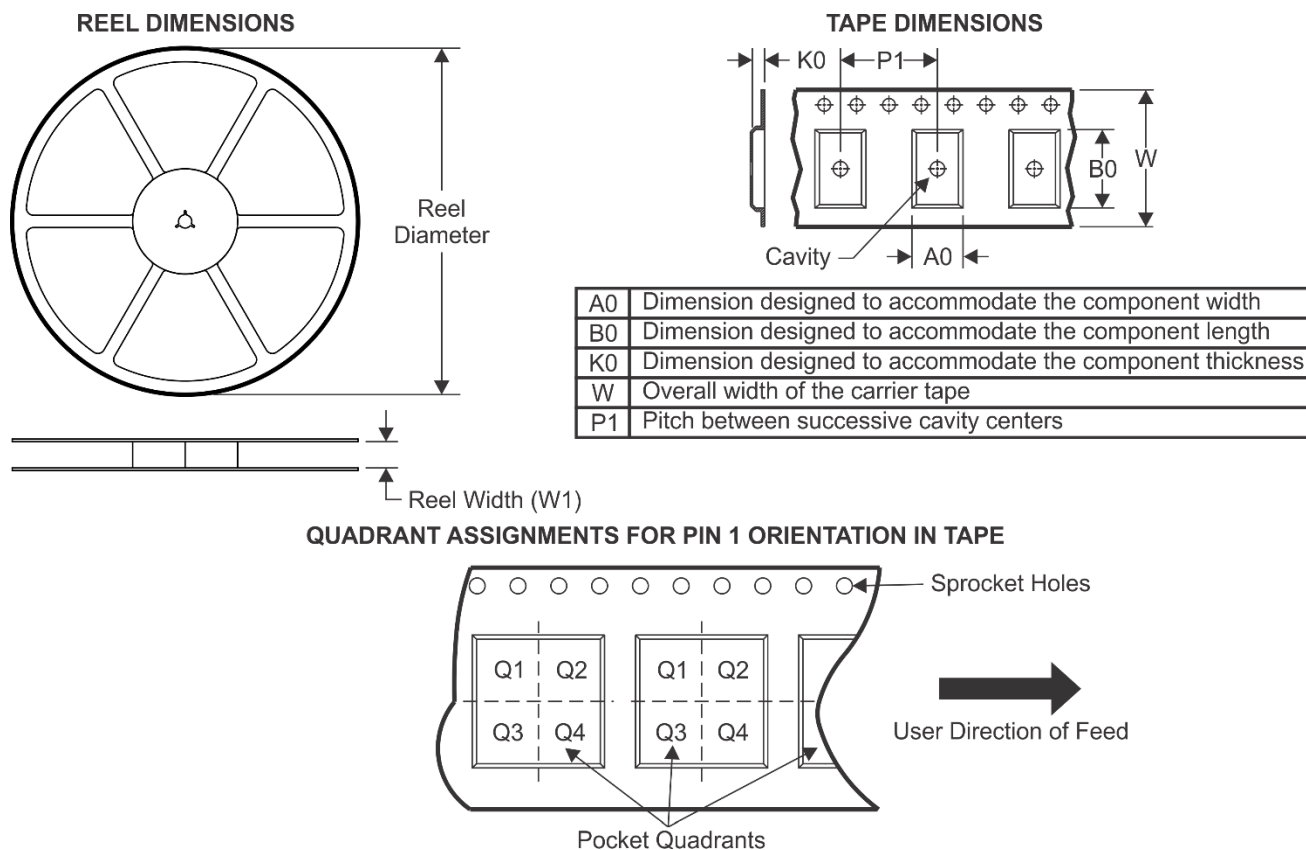 REEL DIMENSIONS
Reel
Diameter
Reel Width (W1)
TAPE DIMENSIONS
K0
P1
B0
W
Cavity
A0
A0 Dimension designed to accommodate the component width
B0 Dimension designed to accommodate the component length
K0 Dimension designed to accommodate the component thickness
W Overall width of the carrier tape
P1 Pitch between successive cavity centers
QUADRANT ASSIGNMENTS FOR PIN 1 ORIENTATION IN TAPE
Sprocket Holes
Q1 Q2 Q1 Q2
Q3 Q4 Q3 Q4
User Direction of Feed
Pocket Quadrants